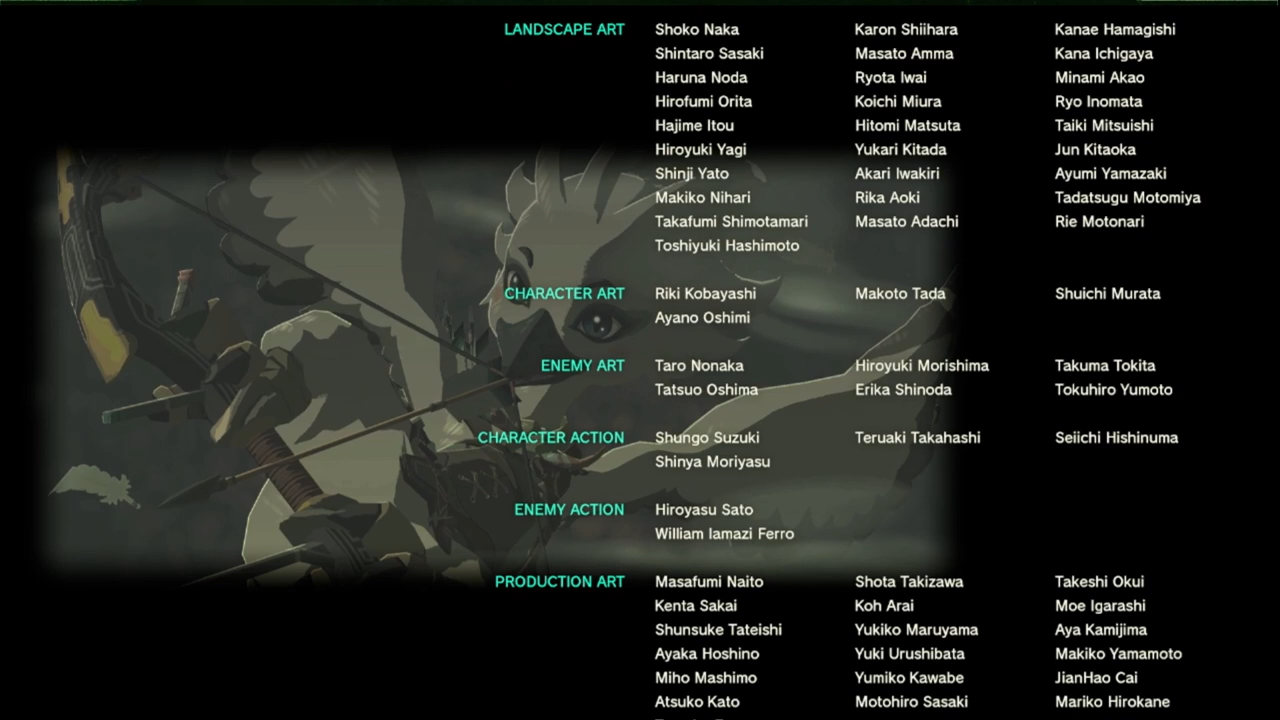 LANDSCAPE ART Shoko Naka Karon Shiihara Kanae Hamagishi
Shintaro Sasaki Masato Amma Kana Ichigaya
Haruna Noda Ryota Iwai Minami Akao
Hirofumi Orita Koichi Miura Ryo Inomata
Hajime Itou Hitomi Matsuta Taiki Mitsuishi
Hiroyuki Yagi Yukari Kitada Jun Kitaoka
Shinji Yato Akari Iwakiri Ayumi Yamazaki
Makiko Nihari Rika Aoki Tadatsugu Motomiya
Takafumi Shimotamari Masato Adachi Rie Motonari
Toshiyuki Hashimoto
CHARACTER ART Riki Kobayashi Makoto Tada Shuichi Murata
Ayano Oshimi
ENEMY ART Taro Nonaka Hiroyuki Morishima Takuma Tokita
Tatsuo Oshima Erika Shinoda Tokuhiro Yumoto
CHARACTER ACTION Shungo Suzuki Teruaki Takahashi Seiichi Hishinuma
Shinya Moriyasu
ENEMY ACTION Hiroyasu Sato
William Iamazi Ferro
PRODUCTION ART Masafumi Naito Shota Takizawa Takeshi Okui
Kenta Sakai Koh Arai Moe Igarashi
Shunsuke Tateishi Yukiko Maruyama Aya Kamijima
Ayaka Hoshino Yuki Urushibata Makiko Yamamoto
Miho Mashimo Yumiko Kawabe JianHao Cai
Atsuko Kato Motohiro Sasaki Mariko Hirokane